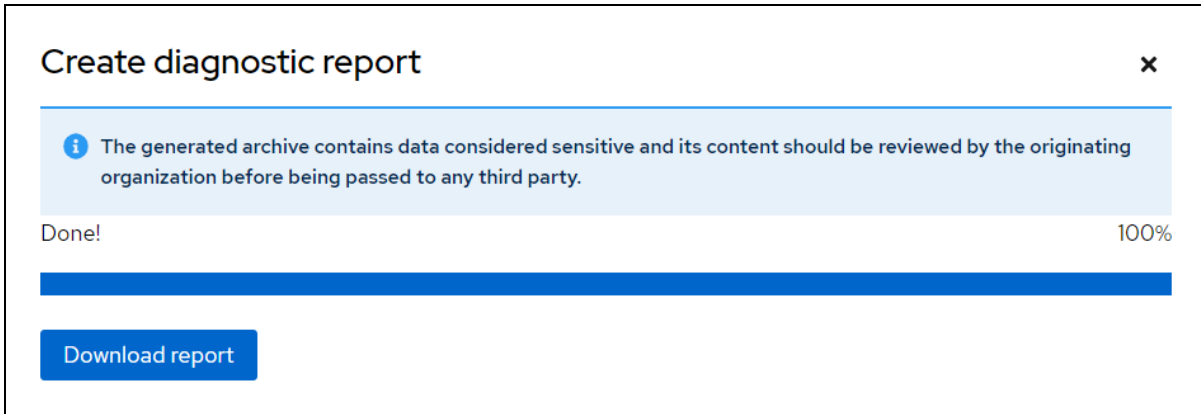 Create diagnostic report
The generated archive contains data considered sensitive and its content should be reviewed by the originating
organization before being passed to any third party.
Done! 100%
Download report